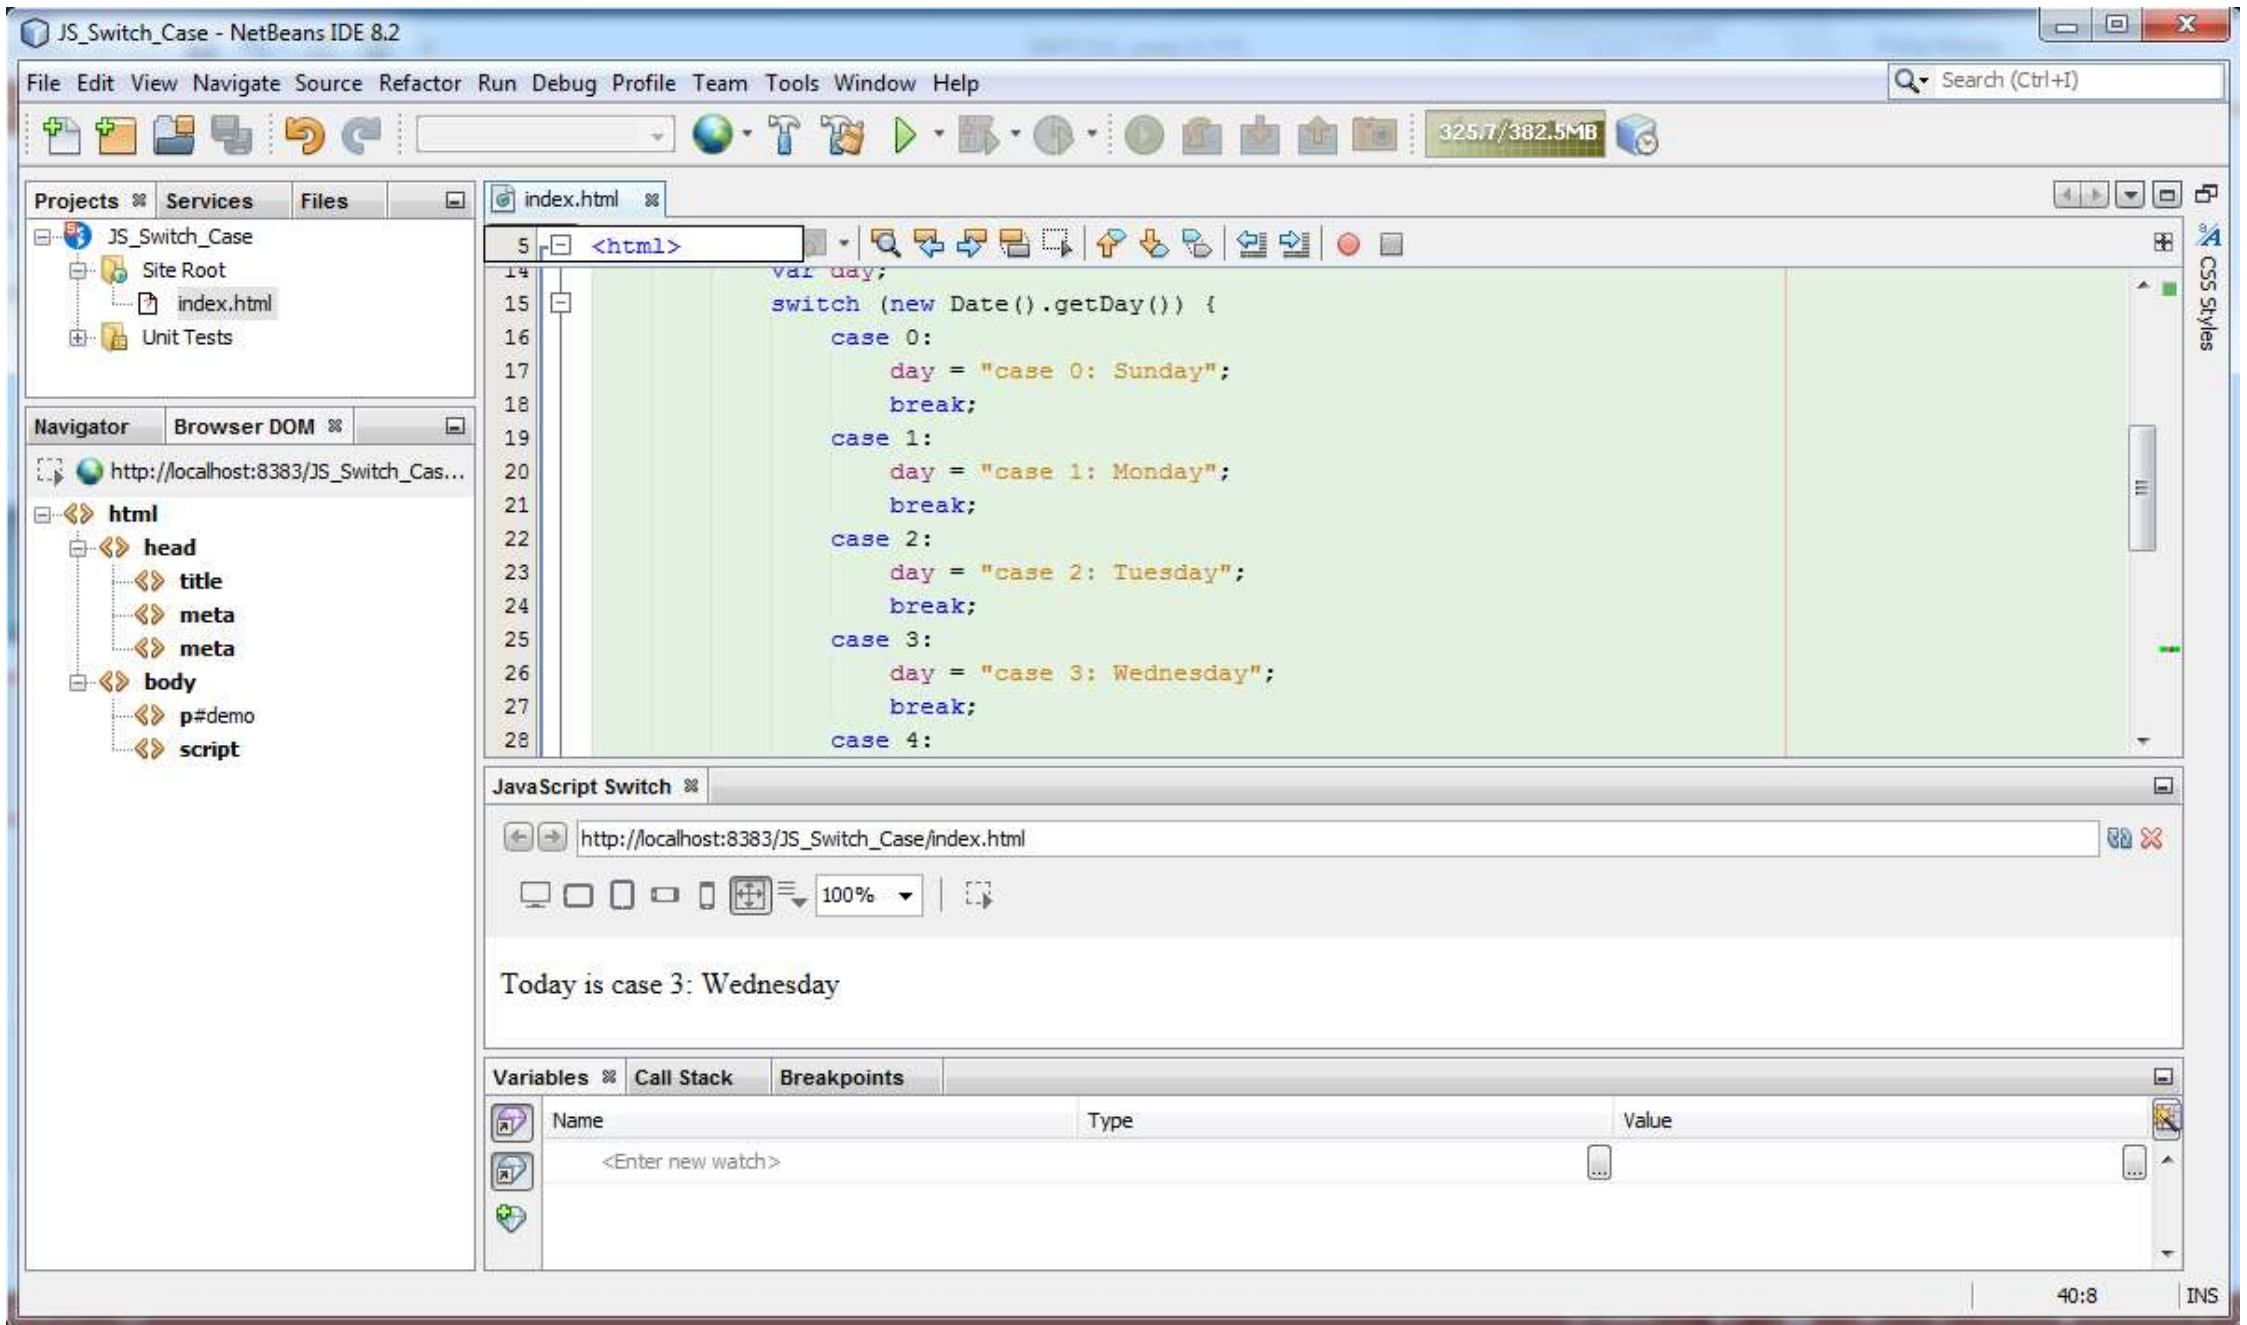 JS_Switch_Case - NetBeans IDE 8.2
File Edit View Navigate Source Refactor Run Debug Profile Team Tools Window Help
Search (Ctrl+I)
325.7/382.5MB
Projects Services Files
JS_Switch_Case
Site Root
index.html
Unit Tests
Navigator Browser DOM
http://localhost:8383/JS_Switch_Cas...
html
head
title
meta
meta
body
p#demo
script
index.html
5 <html>
14 var day;
15 switch (new Date().getDay()) {
16 case 0:
17 day = "case 0: Sunday";
18 break;
19 case 1:
20 day = "case 1: Monday";
21 break;
22 case 2:
23 day = "case 2: Tuesday";
24 break;
25 case 3:
26 day = "case 3: Wednesday";
27 break;
28 case 4:
CSS Styles
JavaScript Switch
http://localhost:8383/JS_Switch_Case/index.html
100%
Today is case 3: Wednesday
Variables Call Stack Breakpoints
Name Type Value
<Enter new watch> ... ...
40:8 INS